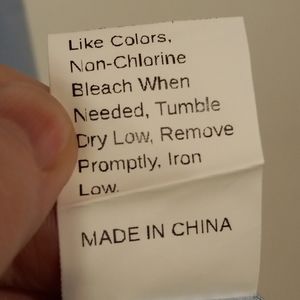 Like Colors,
Non-Chlorine
Bleach When
Needed, Tumble
Dry Low, Remove
Promptly, Iron
Low.
MADE IN CHINA